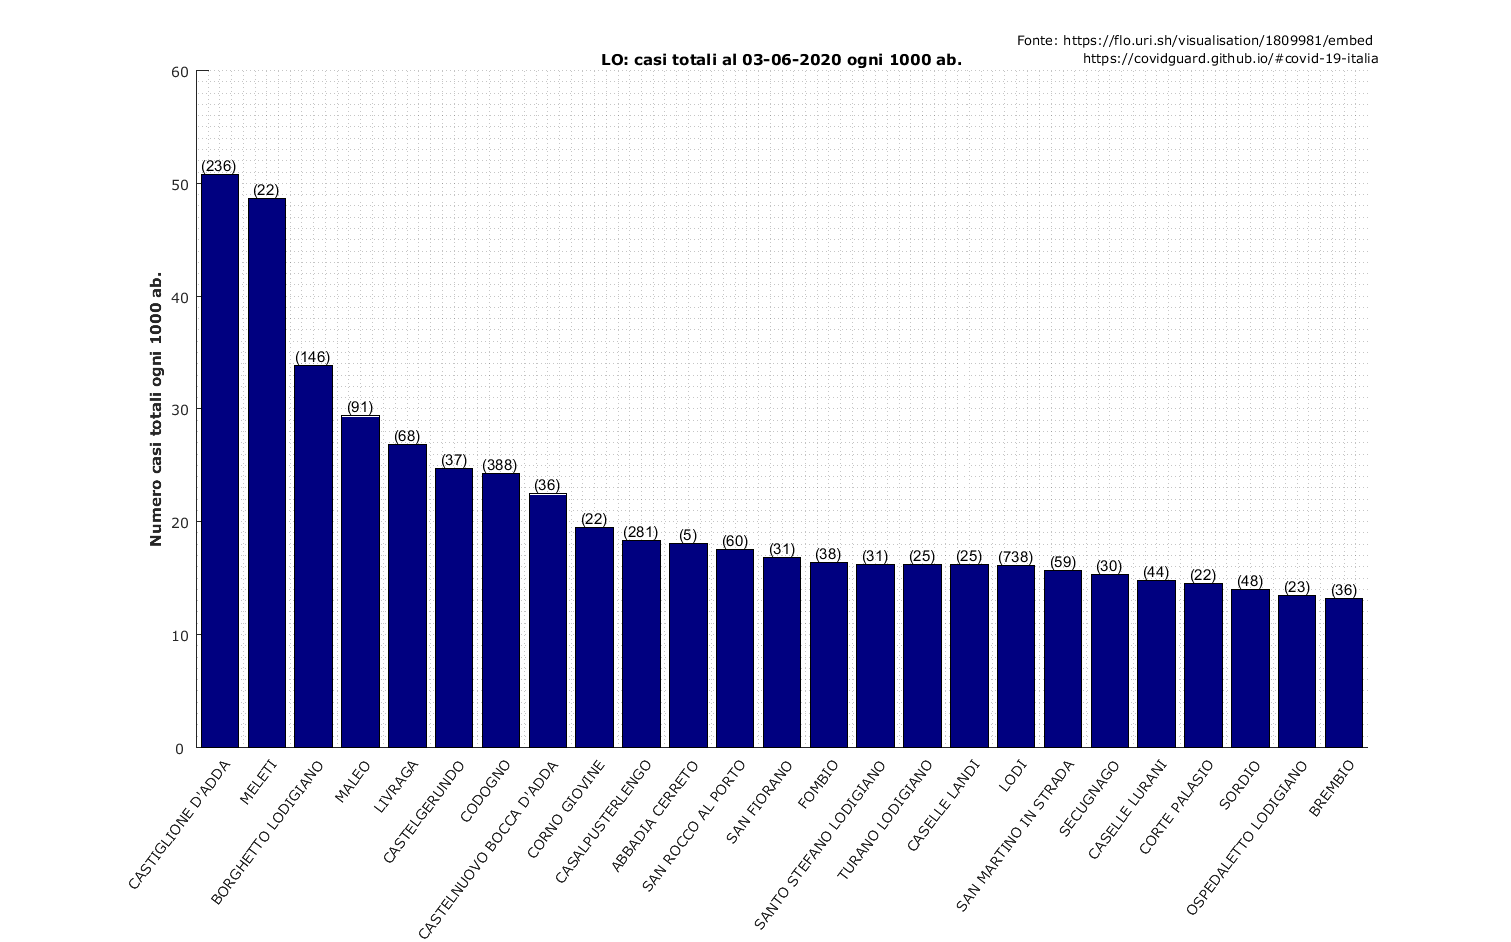 Fonte: https://flo.uri.sh/visualisation/1809981/embed
https://covidguard.github.io/#covid-19-italia
LO: casi totali al 03-06-2020 ogni 1000 ab.
Numero casi totali ogni 1000 ab.
60
50
40
30
20
10
0
(236)
(22)
(146)
(91)
(68)
(37)
(388)
(36)
(22)
(281)
(5)
(60)
(31)
(38)
(31)
(25)
(25)
(738)
(59)
(30)
(44)
(22)
(48)
(23)
(36)
CASTIGLIONE D'ADDA
MELETI
BORGHETTO LODIGIANO
MALEO
LIVRAGA
CASTELGERUNDO
CODOGNO
CASTELNUOVO BOCCA D'ADDA
CORNO GIOVINE
CASALPUSTERLENGO
ABBADIA CERRETO
SAN ROCCO AL PORTO
SAN FIORANO
FOMBIO
SANTO STEFANO LODIGIANO
TURANO LODIGIANO
CASELLE LANDI
LODI
SAN MARTINO IN STRADA
SECUGNAGO
CASELLE LURANI
CORTE PALASIO
SORDIO
OSPEDALETTO LODIGIANO
BREMBIO